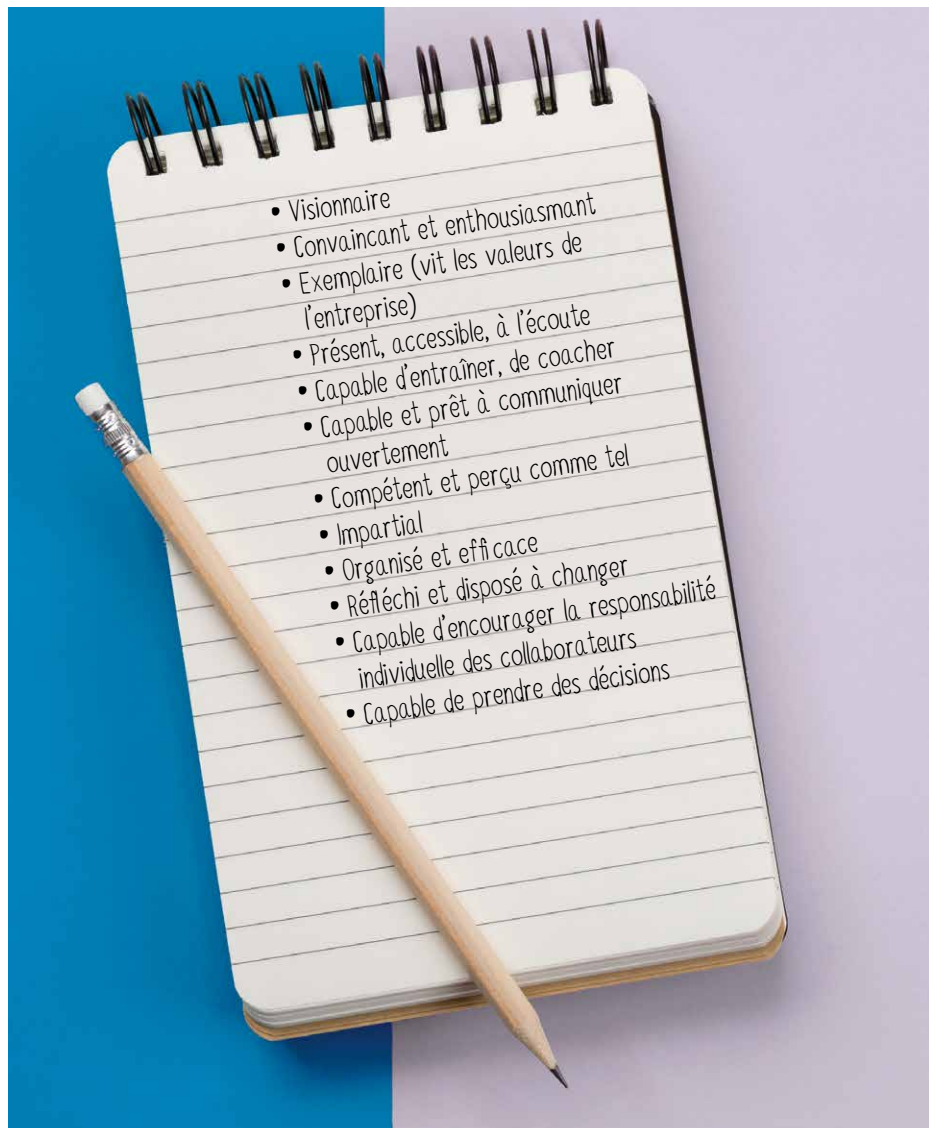 • Visionnaire
• Convaincant et enthousiasmant
• Exemplaire (vit les valeurs de
l'entreprise)
• Présent, accessible, à l'écoute
• Capable d'entraîner, de coacher
• Capable et prêt à communiquer
ouvertement
• Compétent et perçu comme tel
• Impartial
• Organisé et efficace
• Réfléchi et disposé à changer
• Capable d'encourager la responsabilité
individuelle des collaborateurs
• Capable de prendre des décisions